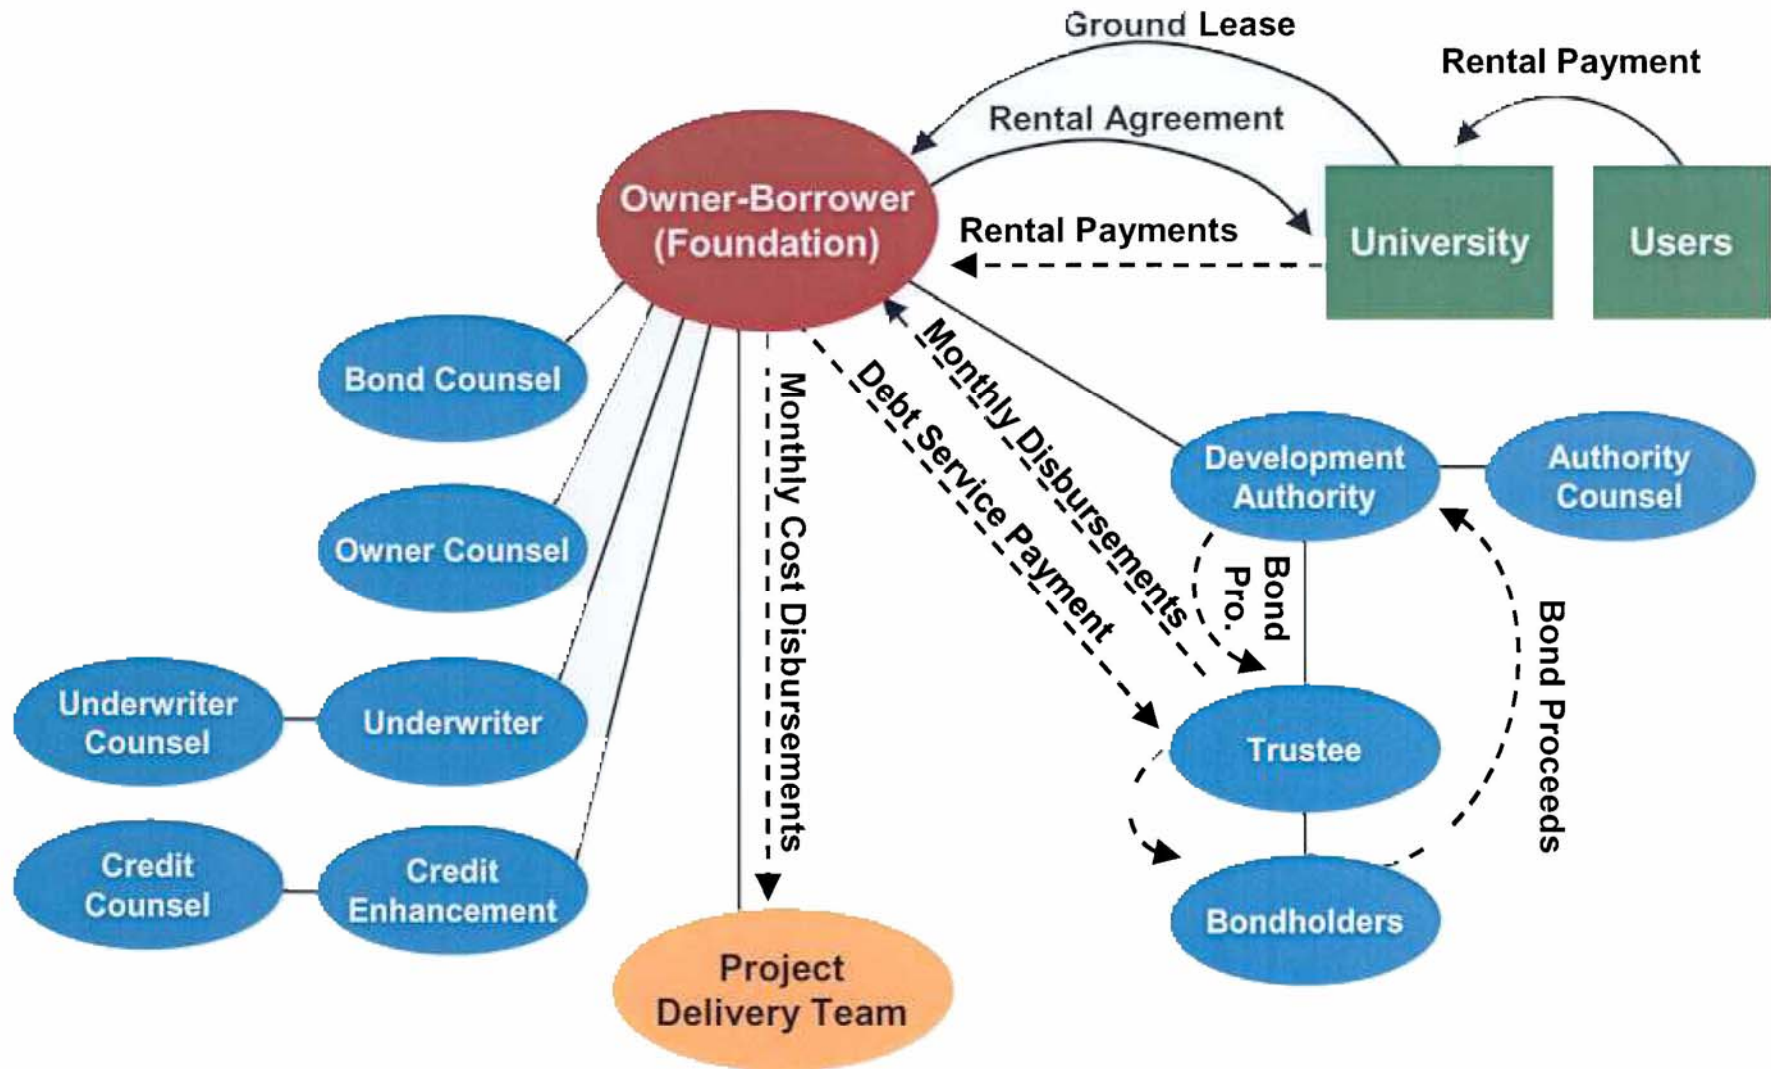 Ground Lease
Rental Payment
Rental Agreement
Owner-Borrower
(Foundation)
Rental Payments
University
Users
Bond Counsel
Monthly Disbursements
Debt Service Payment
Monthly Cost Disbursements
Development
Authority
Authority
Counsel
Owner Counsel
Bond
Pro.
Bond Proceeds
Underwriter
Counsel
Underwriter
Trustee
Credit
Counsel
Credit
Enhancement
Bondholders
Project
Delivery Team